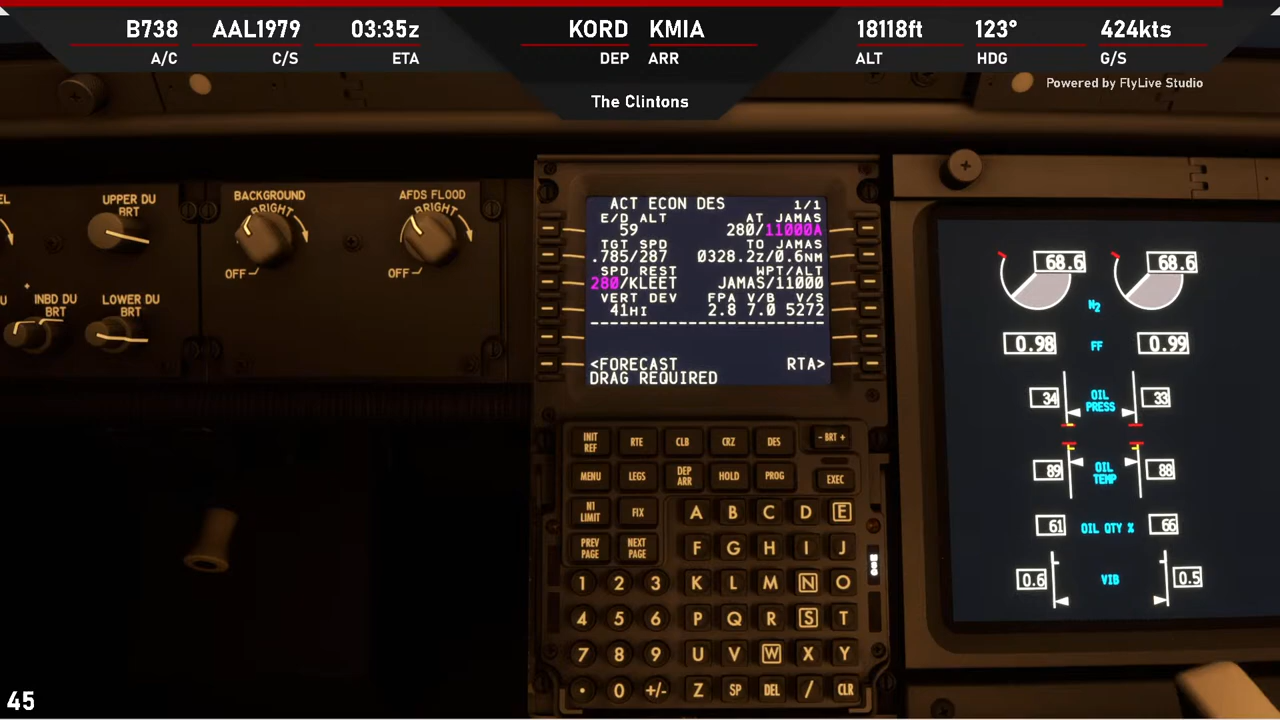 B738 AAL1979 03:35z KORD KMIA 18118ft 123° 424kts
A/C C/S ETA DEP ARR ALT HDG G/S
Powered by FlyLive Studio
The Clintons
UPPER DU
BRT
BACKGROUND
BRIGHT
OFF
AFDS FLOOD
BRIGHT
OFF
INBD DU
BRT
LOWER DU
BRT
ACT ECON DES 1/1
E/D ALT AT JAMAS
59 280/11000A
TGT SPD TO JAMAS
.785/287 0328.2z/0.6NM
SPD REST WPT/ALT
280/KLEET JAMAS/11000
VERT DEV FPA V/B V/S
41HI 2.8 7.0 5272
--------------------------
<FORECAST RTA>
DRAG REQUIRED
INIT REF RTE CLB CRZ DES - BRT +
MENU LEGS DEP ARR HOLD PROG EXEC
N1 LIMIT FIX A B C D E
PREV PAGE NEXT PAGE F G H I J
1 2 3 K L M N O
4 5 6 P Q R S T
7 8 9 U V W X Y
. 0 +/- Z SP DEL / CLR
68.6 68.6
N2
0.98 FF 0.99
34 OIL PRESS 33
89 OIL TEMP 88
61 OIL QTY % 66
0.6 VIB 0.5
45